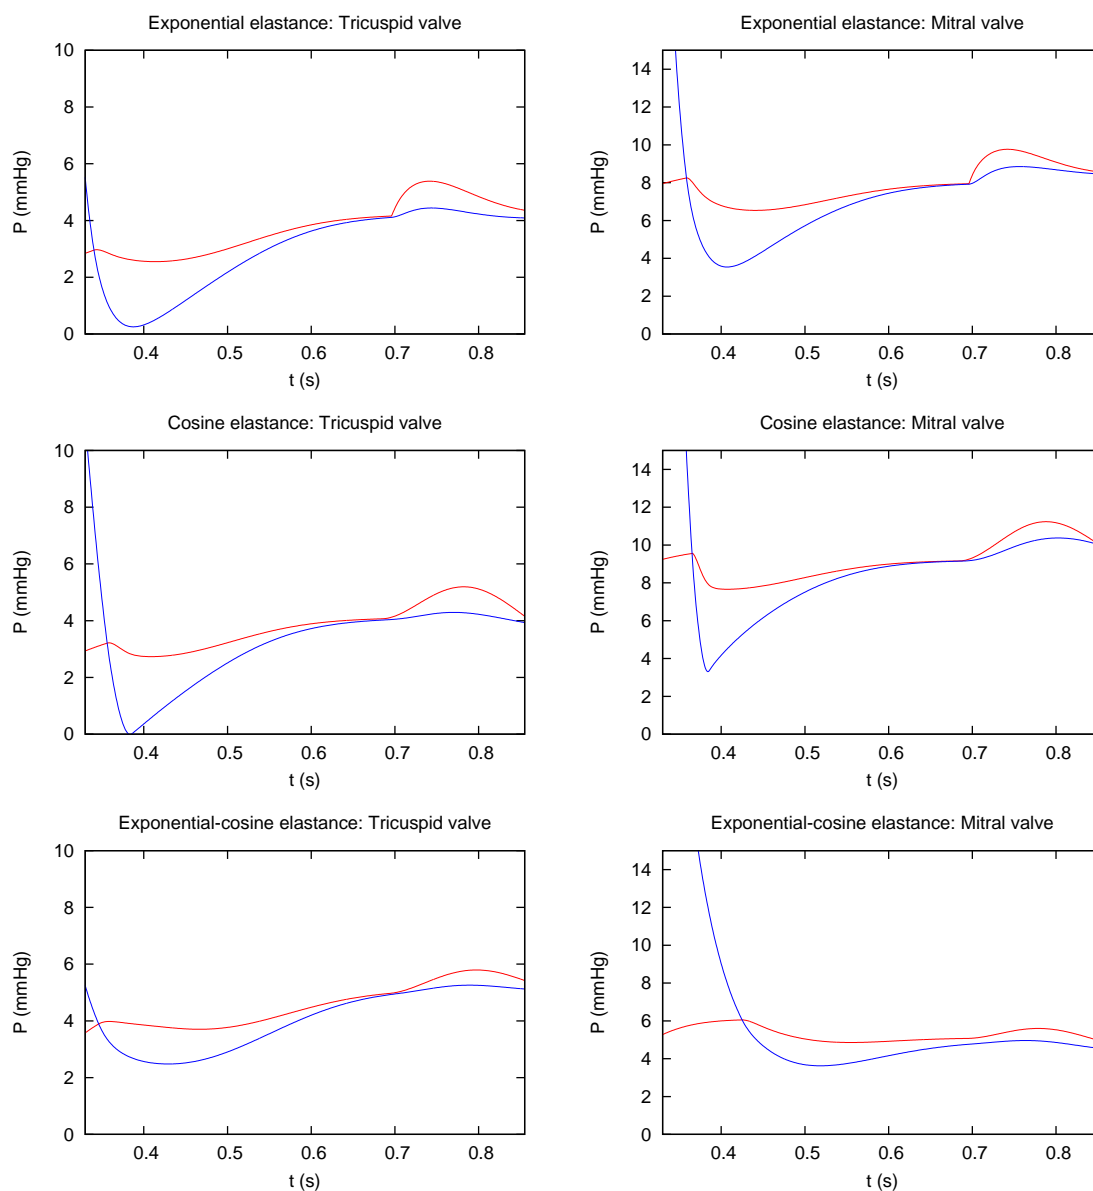 Exponential elastance: Tricuspid valve
10
8
6
4
2
0
P (mmHg)
0.4 0.5 0.6 0.7 0.8
t (s)
Exponential elastance: Mitral valve
14
12
10
8
6
4
2
0
P (mmHg)
0.4 0.5 0.6 0.7 0.8
t (s)
Cosine elastance: Tricuspid valve
10
8
6
4
2
0
P (mmHg)
0.4 0.5 0.6 0.7 0.8
t (s)
Cosine elastance: Mitral valve
14
12
10
8
6
4
2
0
P (mmHg)
0.4 0.5 0.6 0.7 0.8
t (s)
Exponential-cosine elastance: Tricuspid valve
10
8
6
4
2
0
P (mmHg)
0.4 0.5 0.6 0.7 0.8
t (s)
Exponential-cosine elastance: Mitral valve
14
12
10
8
6
4
2
0
P (mmHg)
0.4 0.5 0.6 0.7 0.8
t (s)